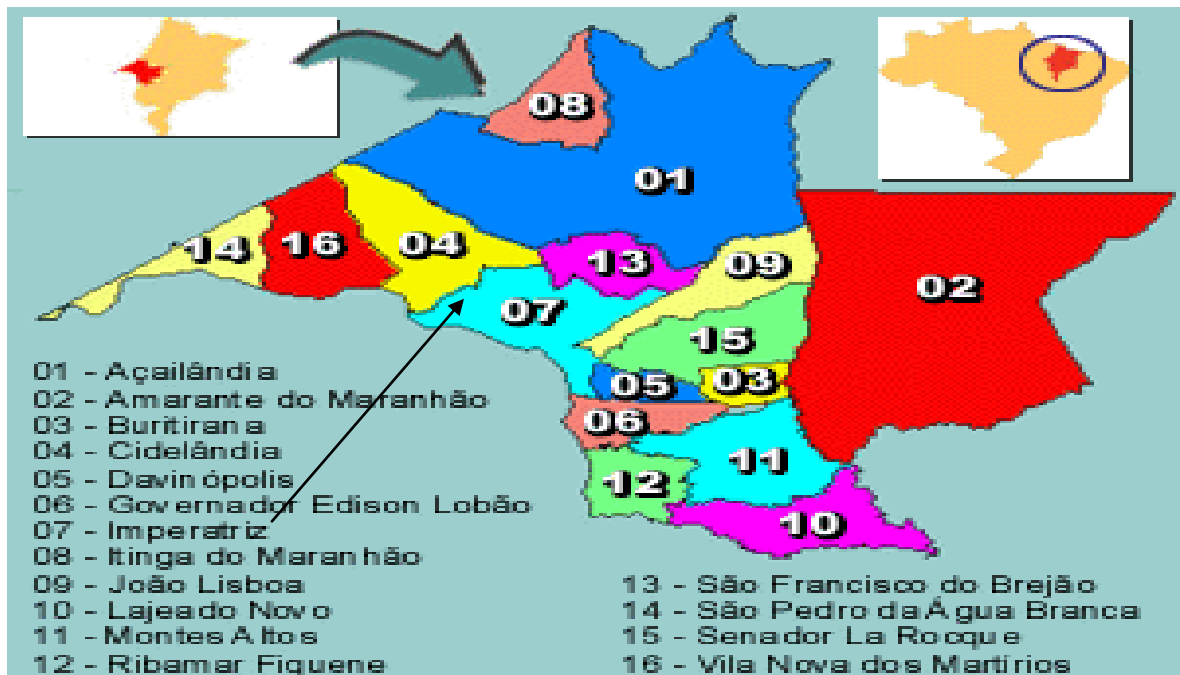 08
01
14
16
04
13
09
02
07
15
05
03
06
11
12
10
01 - Açailândia
02 - Amarante do Maranhão
03 - Buritirana
04 - Cidelândia
05 - Davinópolis
06 - Governador Edison Lobão
07 - Imperatriz
08 - Itinga do Maranhão
09 - João Lisboa
10 - Lajeado Novo
11 - Montes Altos
12 - Ribamar Fiquene
13 - São Francisco do Brejão
14 - São Pedro da Água Branca
15 - Senador La Rocque
16 - Vila Nova dos Martírios